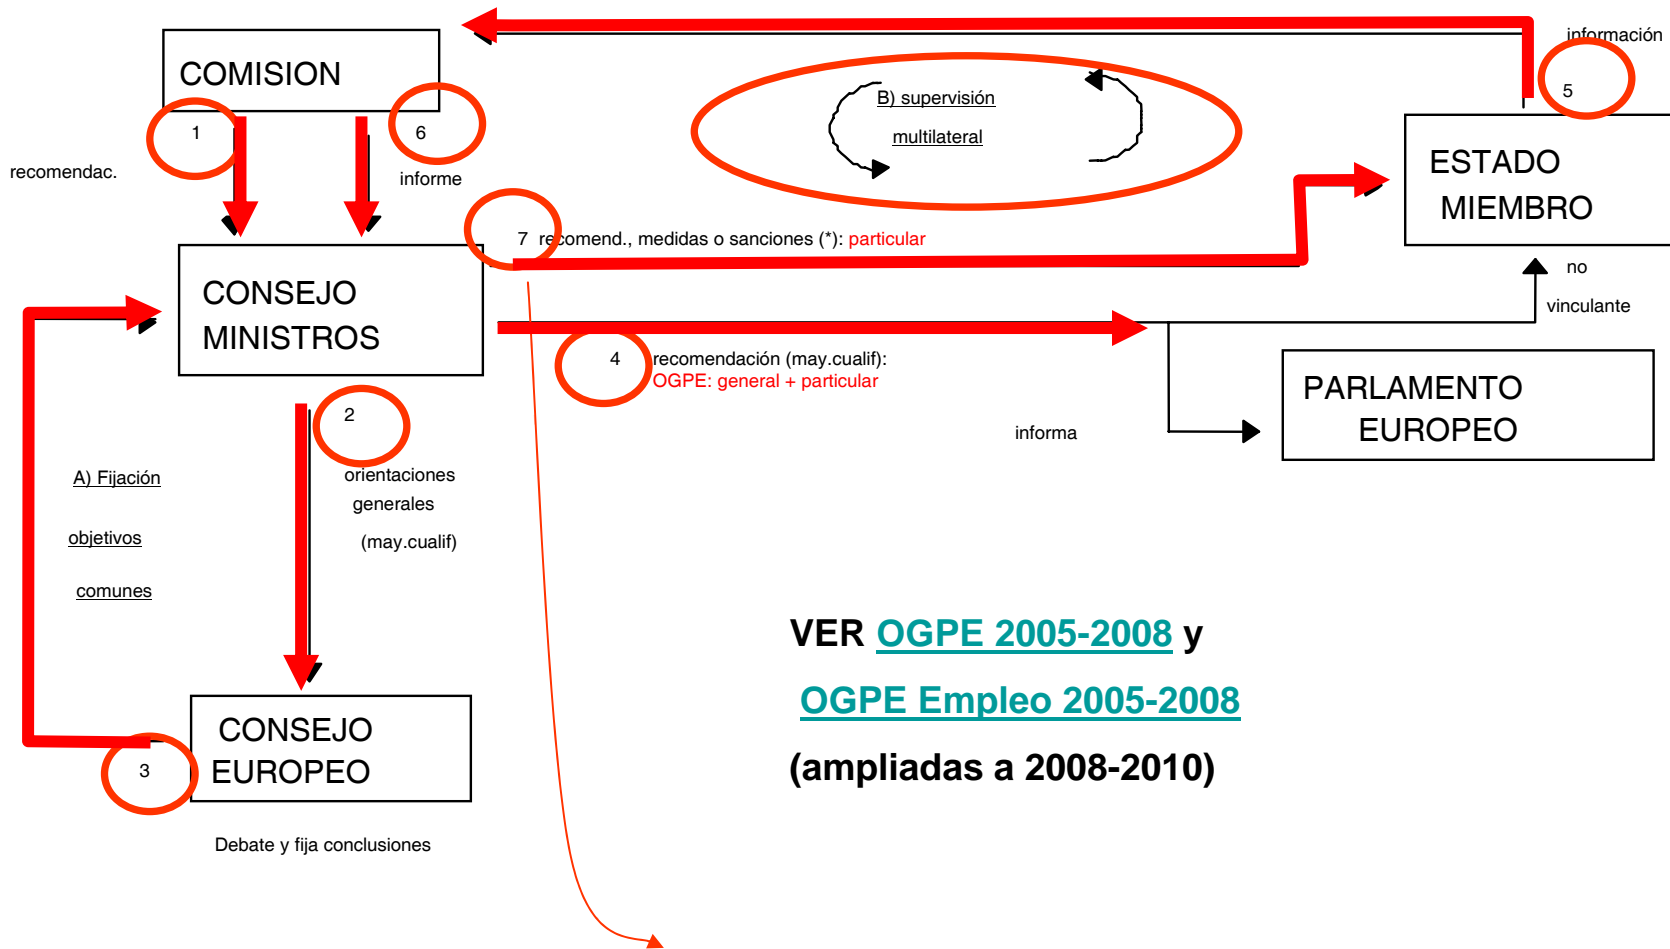 información
COMISION
5
B) supervisión
multilateral
1
6
ESTADO
MIEMBRO
recomendac.
informe
7 recomend., medidas o sanciones (*): particular
no
vinculante
CONSEJO
MINISTROS
4
recomendación (may.cualif):
OGPE: general + particular
PARLAMENTO
EUROPEO
informa
2
orientaciones
generales
(may.cualif)
A) Fijación
objetivos
comunes
VER OGPE 2005-2008 y
OGPE Empleo 2005-2008
(ampliadas a 2008-2010)
CONSEJO
EUROPEO
3
Debate y fija conclusiones